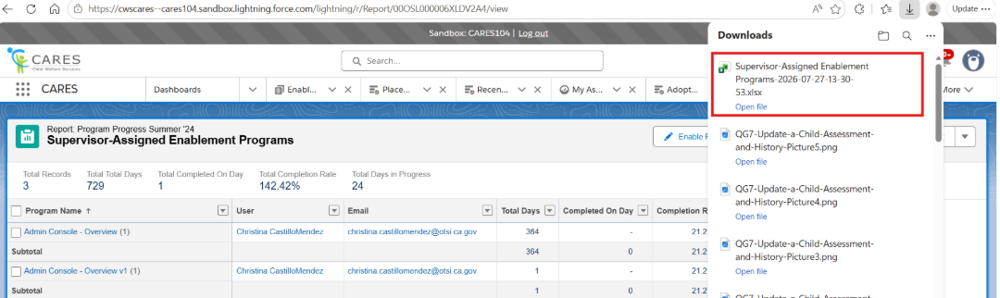 https://cwscares--cares104.sandbox.lightning.force.com/lightning/r/Report/00OSL000006XLDV2A4/view
Update
Sandbox: CARES104 | Log out
Downloads
CARES
Child Welfare Services
Search...
Supervisor-Assigned Enablement
Programs-2026-07-27-13-30-
53.xlsx
Open file
CARES
Dashboards
Enabl...
Place...
Recen...
My As...
Adopt...
More
Report: Program Progress Summer '24
Supervisor-Assigned Enablement Programs
Enable
QG7-Update-a-Child-Assessment-
and-History-Picture5.png
Open file
Total Records
3
Total Total Days
729
Total Completed On Day
1
Total Completion Rate
142.42%
Total Days in Progress
24
QG7-Update-a-Child-Assessment-
and-History-Picture4.png
Open file
Program Name ↑ User Email Total Days Completed On Day Completion R
Admin Console - Overview (1) Christina CastilloMendez christina.castillomendez@otsi.ca.gov 364 - 21.2
Subtotal 364 0 21.2
Admin Console - Overview v1 (1) Christina CastilloMendez christina.castillomendez@otsi.ca.gov 1 - 21.2
Subtotal 1 0 21.2
QG7-Update-a-Child-Assessment-
and-History-Picture3.png
Open file
QG7-Update-a-Child-Assessment-